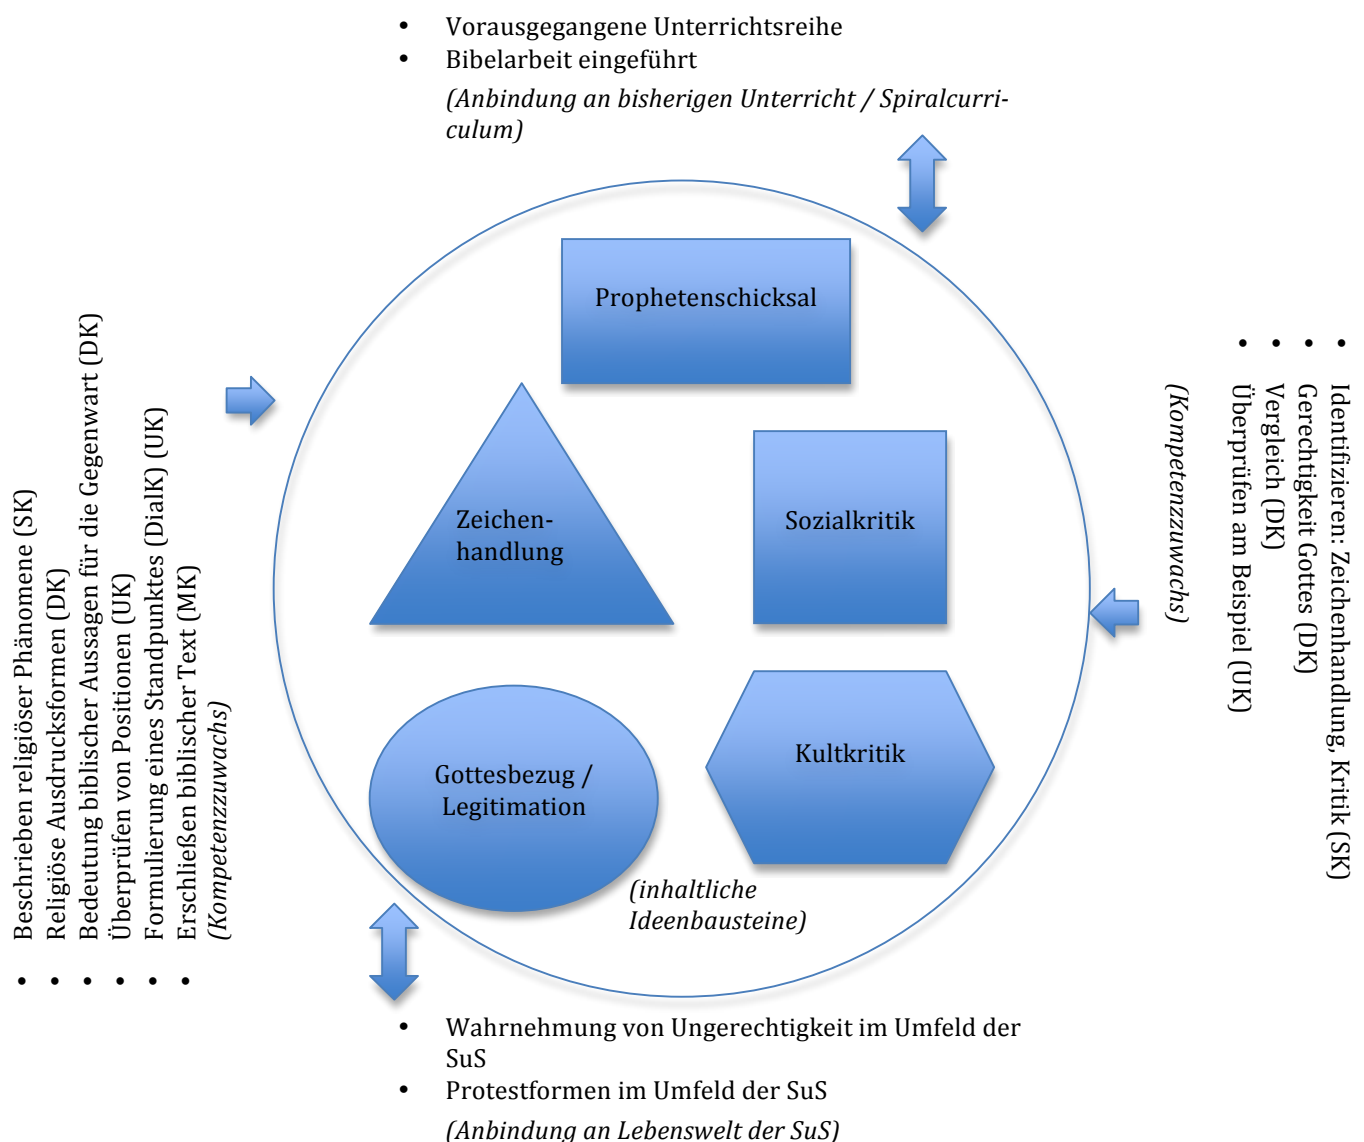 • Vorausgegangene Unterrichtsreihe
• Bibelarbeit eingeführt
(Anbindung an bisherigen Unterricht / Spiralcurri-
culum)
Prophetenschicksal
Zeichen-
handlung
Sozialkritik
Gottesbezug /
Legitimation
Kultkritik
(inhaltliche
Ideenbausteine)
• Beschrieben religiöser Phänomene (SK)
• Religiöse Ausdrucksformen (DK)
• Bedeutung biblischer Aussagen für die Gegenwart (DK)
• Überprüfen von Positionen (UK)
• Formulierung eines Standpunktes (DialK) (UK)
• Erschließen biblischer Text (MK)
(Kompetenzzuwachs)
• Identifizieren: Zeichenhandlung, Kritik (SK)
• Gerechtigkeit Gottes (DK)
• Vergleich (DK)
• Überprüfen am Beispiel (UK)
(Kompetenzzuwachs)
• Wahrnehmung von Ungerechtigkeit im Umfeld der
SuS
• Protestformen im Umfeld der SuS
(Anbindung an Lebenswelt der SuS)